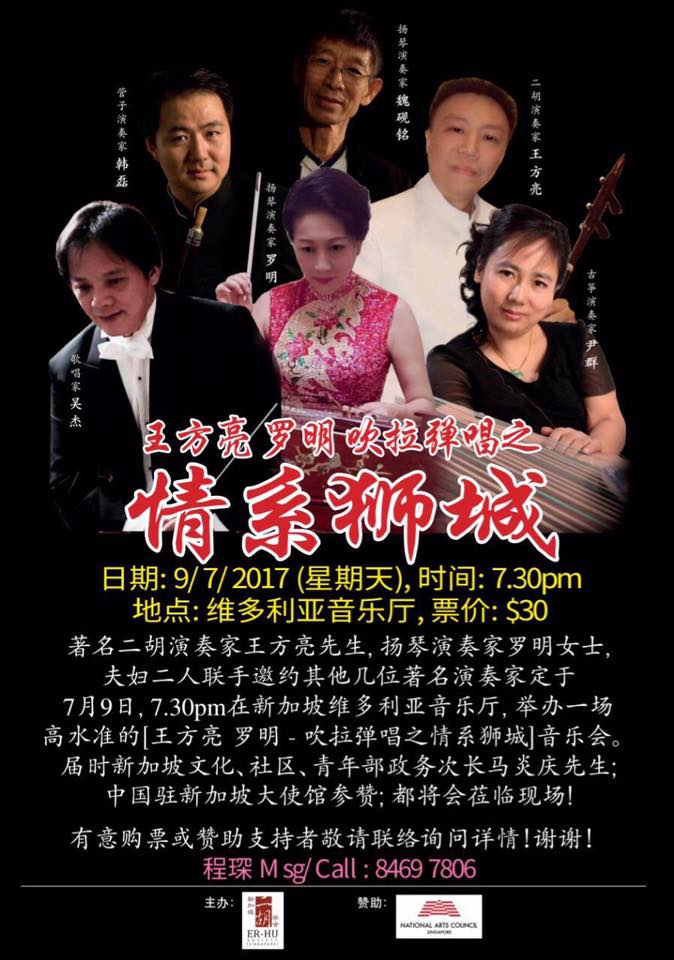 管子演奏家 韩磊
扬琴演奏家 魏砚铭
二胡演奏家 王方亮
扬琴演奏家 罗明
古筝演奏家 尹群
歌唱家 吴杰
王方亮 罗明 吹拉弹唱之
情系狮城
日期: 9/7/2017 (星期天), 时间: 7.30pm
地点: 维多利亚音乐厅, 票价: $30
著名二胡演奏家王方亮先生, 扬琴演奏家罗明女士,
夫妇二人联手邀约其他几位著名演奏家定于
7月9日, 7.30pm在新加坡维多利亚音乐厅, 举办一场
高水准的[王方亮 罗明 - 吹拉弹唱之情系狮城]音乐会。
届时新加坡文化、社区、青年部政务次长马炎庆先生;
中国驻新加坡大使馆参赞; 都将会莅临现场!
有意购票或赞助支持者敬请联络询问详情!谢谢!
程琛 Msg/Call : 8469 7806
主办:
新加坡
二胡
学会
ER-HU
SOCIETY
(SINGAPORE)
赞助:
NATIONAL ARTS COUNCIL
SINGAPORE